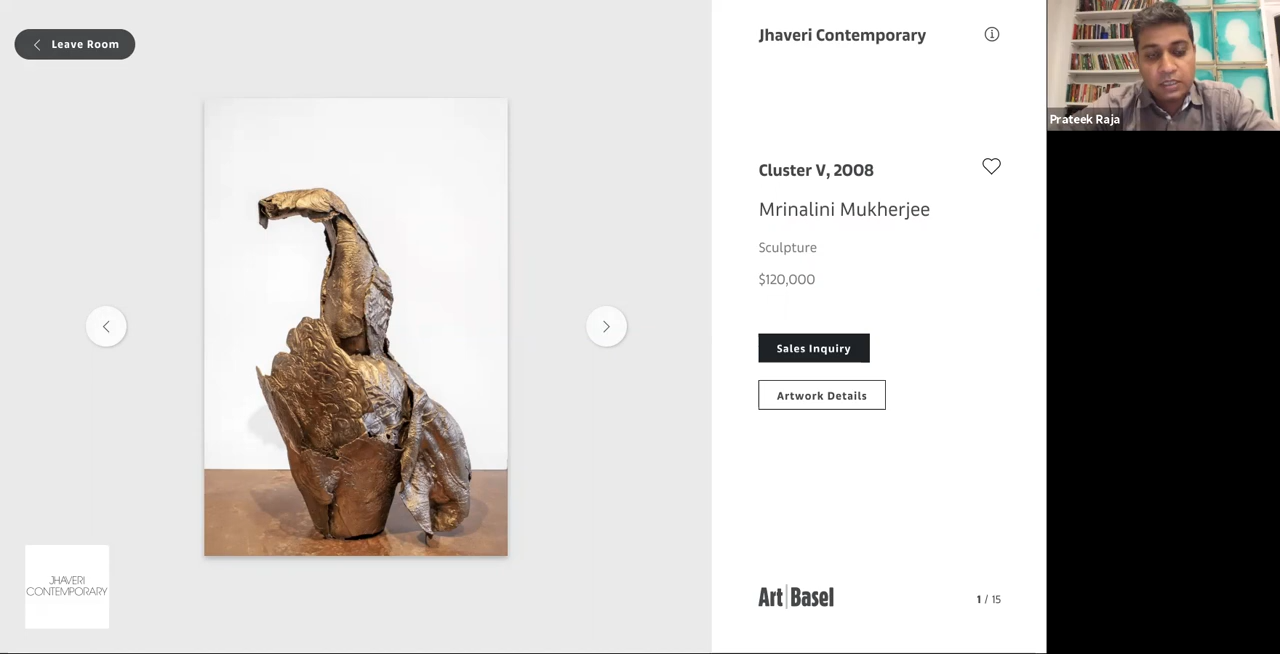 Leave Room
Jhaveri Contemporary
Prateek Raja
Cluster V, 2008
Mrinalini Mukherjee
Sculpture
$120,000
Sales Inquiry
Artwork Details
JHAVERI
CONTEMPORARY
Art Basel
1 / 15